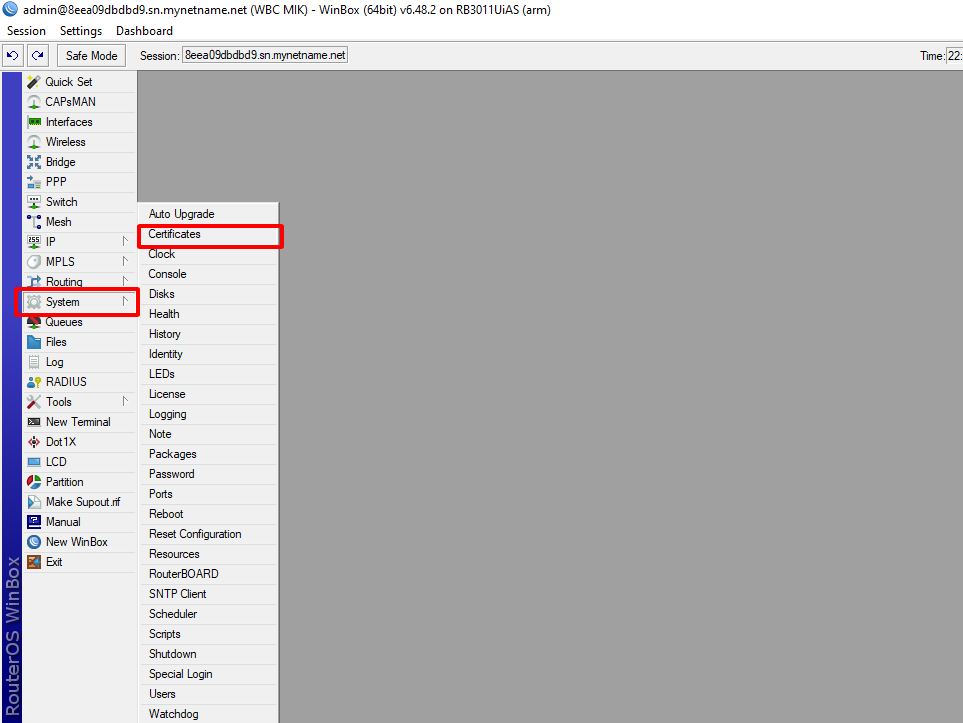 admin@8eea09dbdbd9.sn.mynetname.net (WBC MIK) - WinBox (64bit) v6.48.2 on RB3011UiAS (arm)
Session Settings Dashboard
Safe Mode Session: 8eea09dbdbd9.sn.mynetname.net Time: 22:
Quick Set
CAPsMAN
Interfaces
Wireless
Bridge
PPP
Switch
Mesh
IP
MPLS
Routing
System
Queues
Files
Log
RADIUS
Tools
New Terminal
Dot1X
LCD
Partition
Make Supout.rif
Manual
New WinBox
Exit
Auto Upgrade
Certificates
Clock
Console
Disks
Health
History
Identity
LEDs
License
Logging
Note
Packages
Password
Ports
Reboot
Reset Configuration
Resources
RouterBOARD
SNTP Client
Scheduler
Scripts
Shutdown
Special Login
Users
Watchdog
RouterOS WinBox